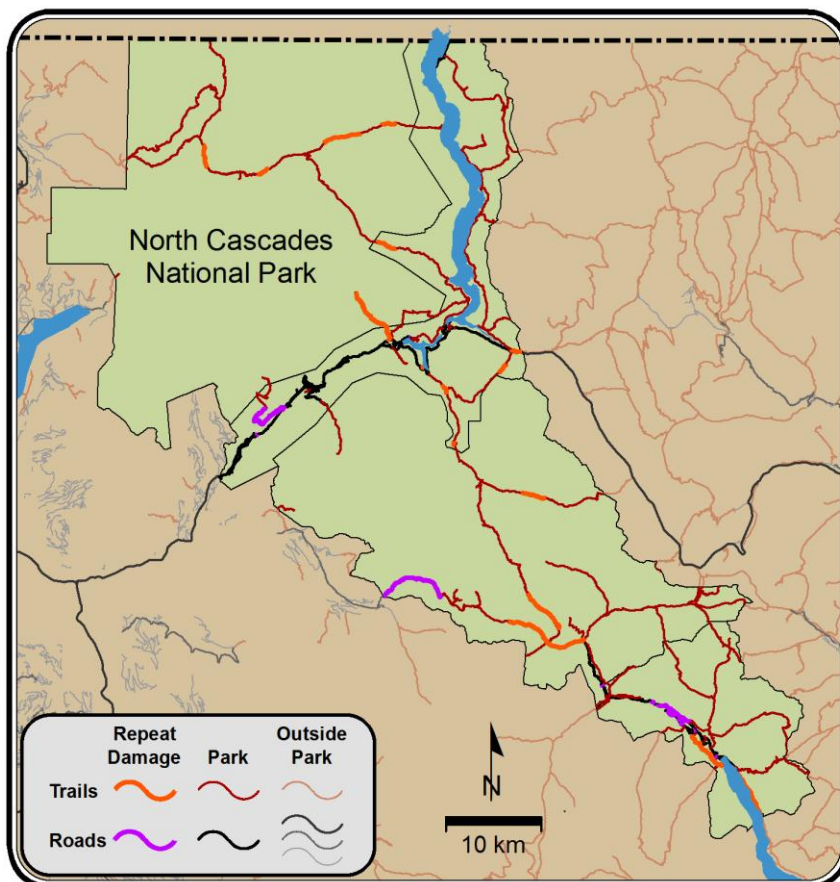 North Cascades
National Park
Repeat
Damage
Park
Outside
Park
Trails
Roads
N
10 km